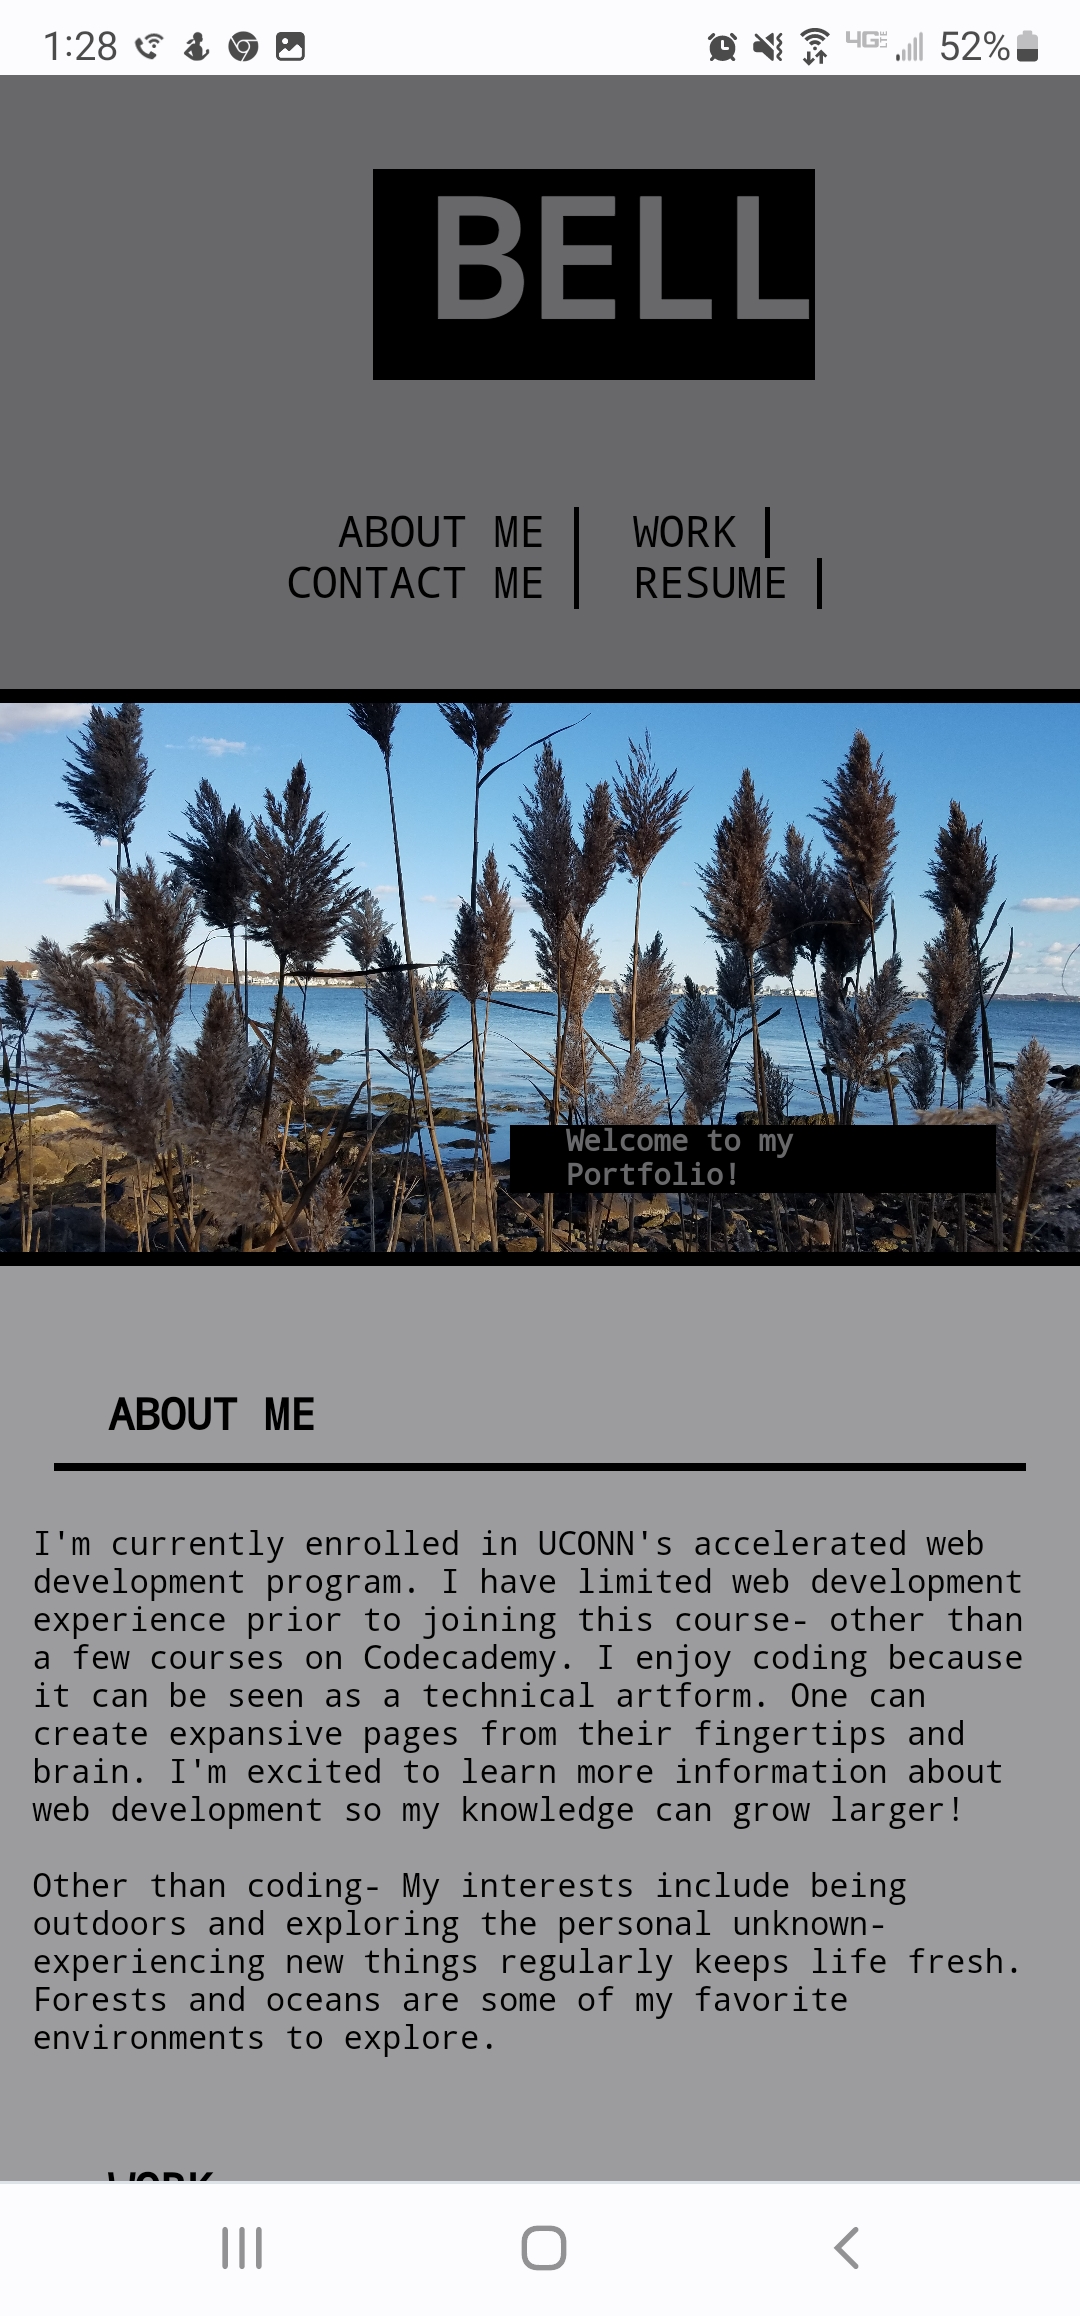 1:28 4G LTE 52%
BELL
ABOUT ME | WORK |
CONTACT ME | RESUME |
Welcome to my
Portfolio!
ABOUT ME
I'm currently enrolled in UCONN's accelerated web
development program. I have limited web development
experience prior to joining this course- other than
a few courses on Codecademy. I enjoy coding because
it can be seen as a technical artform. One can
create expansive pages from their fingertips and
brain. I'm excited to learn more information about
web development so my knowledge can grow larger!
Other than coding- My interests include being
outdoors and exploring the personal unknown-
experiencing new things regularly keeps life fresh.
Forests and oceans are some of my favorite
environments to explore.
WORK